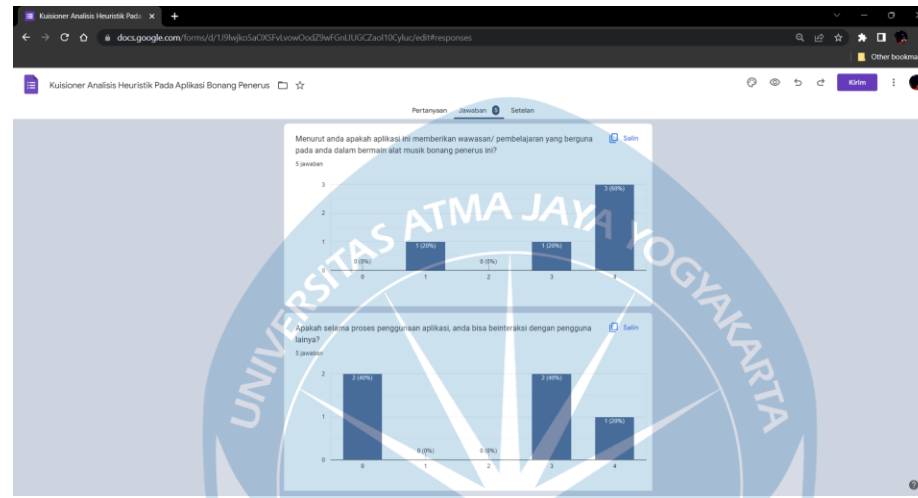 Kuisioner Analisis Heuristik Pada
docs.google.com/forms/d/
/edit#responses
Other bookma
Kuisioner Analisis Heuristik Pada Aplikasi Bonang Penerus
Kirim
Pertanyaan Jawaban 5 Setelan
Menurut anda apakah aplikasi ini memberikan wawasan/ pembelajaran yang berguna
pada anda dalam bermain alat musik bonang penerus ini?
Salin
5 jawaban
3
2
1
0
0 (0%)
1 (20%)
0 (0%)
1 (20%)
3 (60%)
0 1 2 3 4
Apakah selama proses penggunaan aplikasi, anda bisa beinteraksi dengan pengguna
lainya?
Salin
5 jawaban
2
1
0
2 (40%)
0 (0%)
0 (0%)
2 (40%)
1 (20%)
0 1 2 3 4
UNIVERSITAS ATMA JAYA YOGYAKARTA